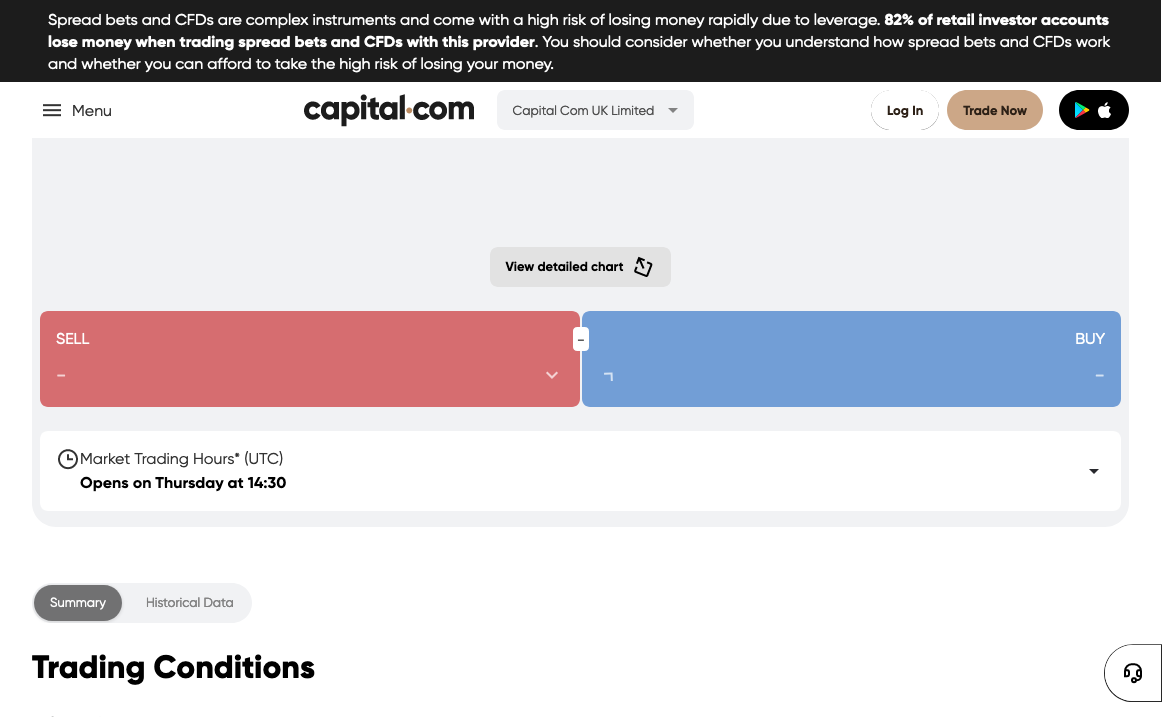 Spread bets and CFDs are complex instruments and come with a high risk of losing money rapidly due to leverage. 82% of retail investor accounts
lose money when trading spread bets and CFDs with this provider. You should consider whether you understand how spread bets and CFDs work
and whether you can afford to take the high risk of losing your money.
Menu
capital.com
Capital Com UK Limited
Log In
Trade Now
View detailed chart
SELL
-
BUY
-
-
Market Trading Hours* (UTC)
Opens on Thursday at 14:30
Summary
Historical Data
Trading Conditions